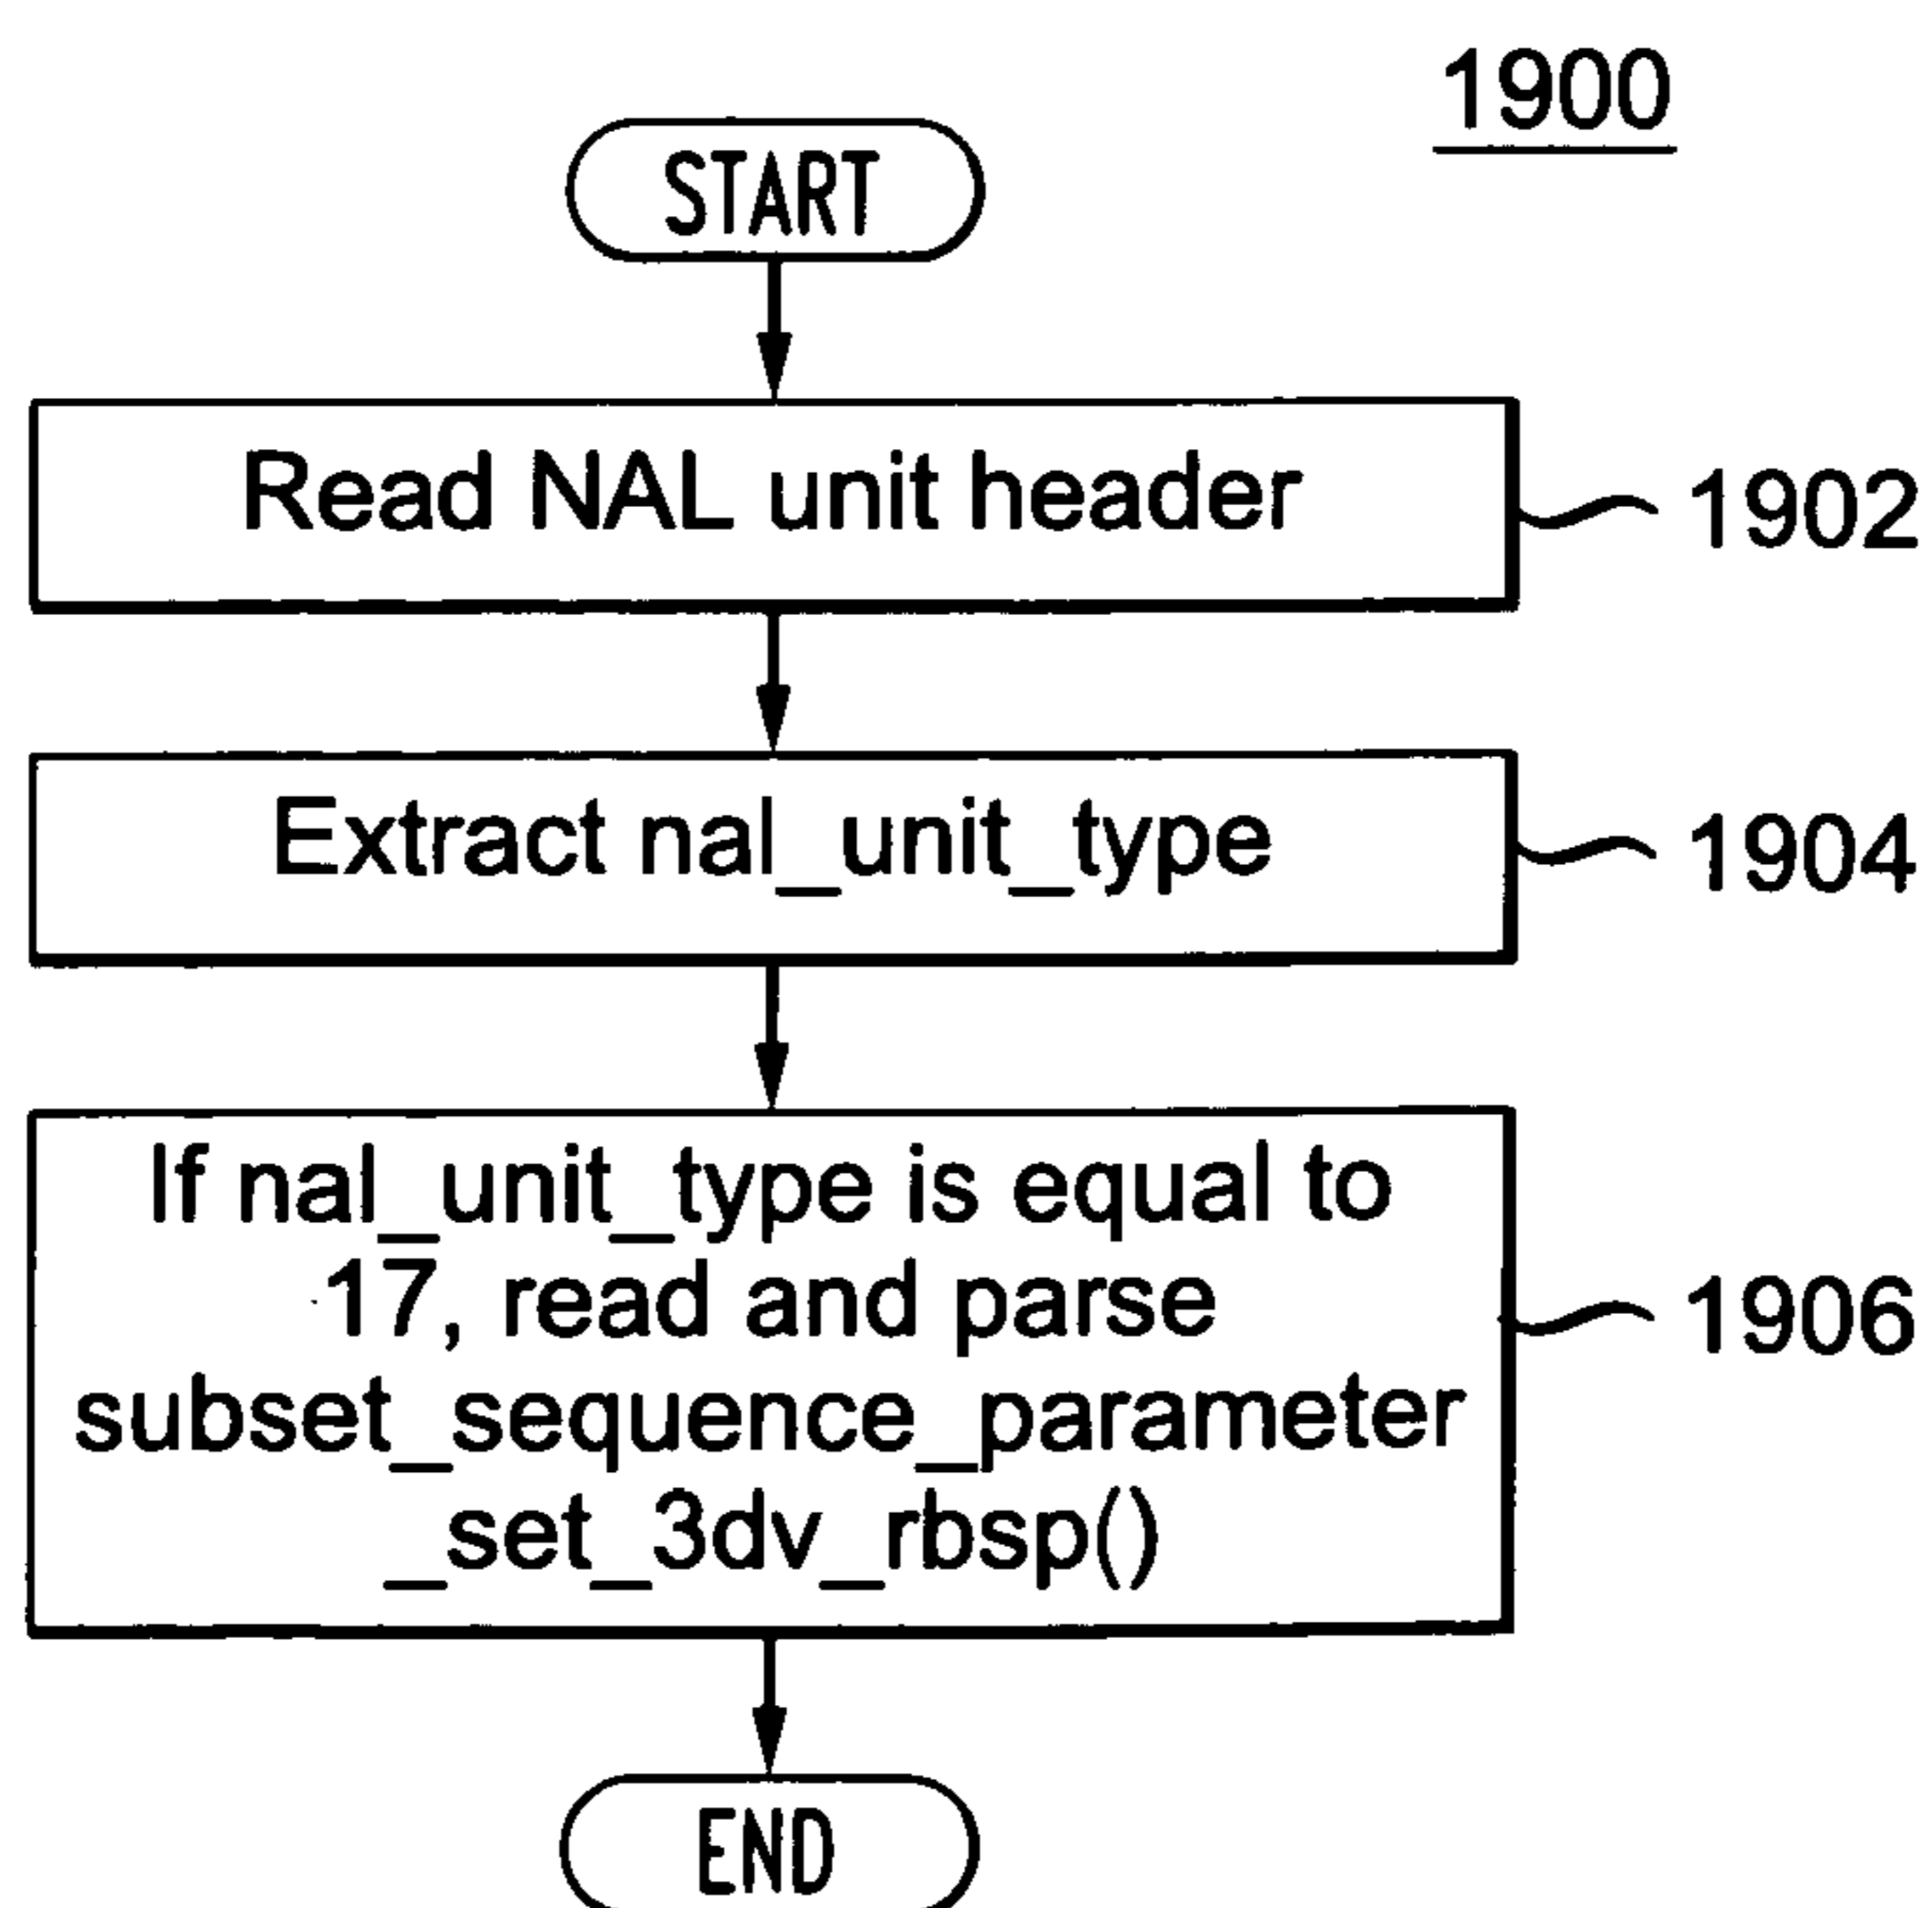 1900
START
Read NAL unit header
1902
Extract nal_unit_type
1904
If nal_unit_type is equal to
17, read and parse
subset_sequence_parameter
_set_3dv_rbsp()
1906
END